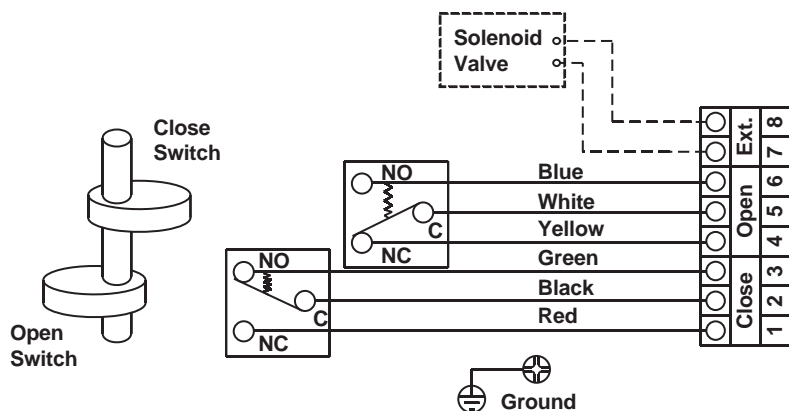 Solenoid
Valve
Close
Switch
Open
Switch
NO
C
NC
NO
C
NC
Blue
White
Yellow
Green
Black
Red
Ext.
Open
Close
8
7
6
5
4
3
2
1
Ground